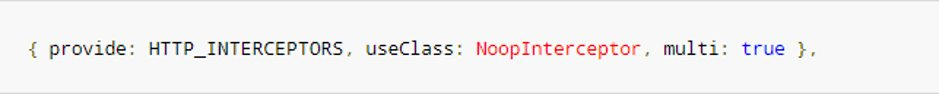 { provide: HTTP_INTERCEPTORS, useClass: NoopInterceptor, multi: true },